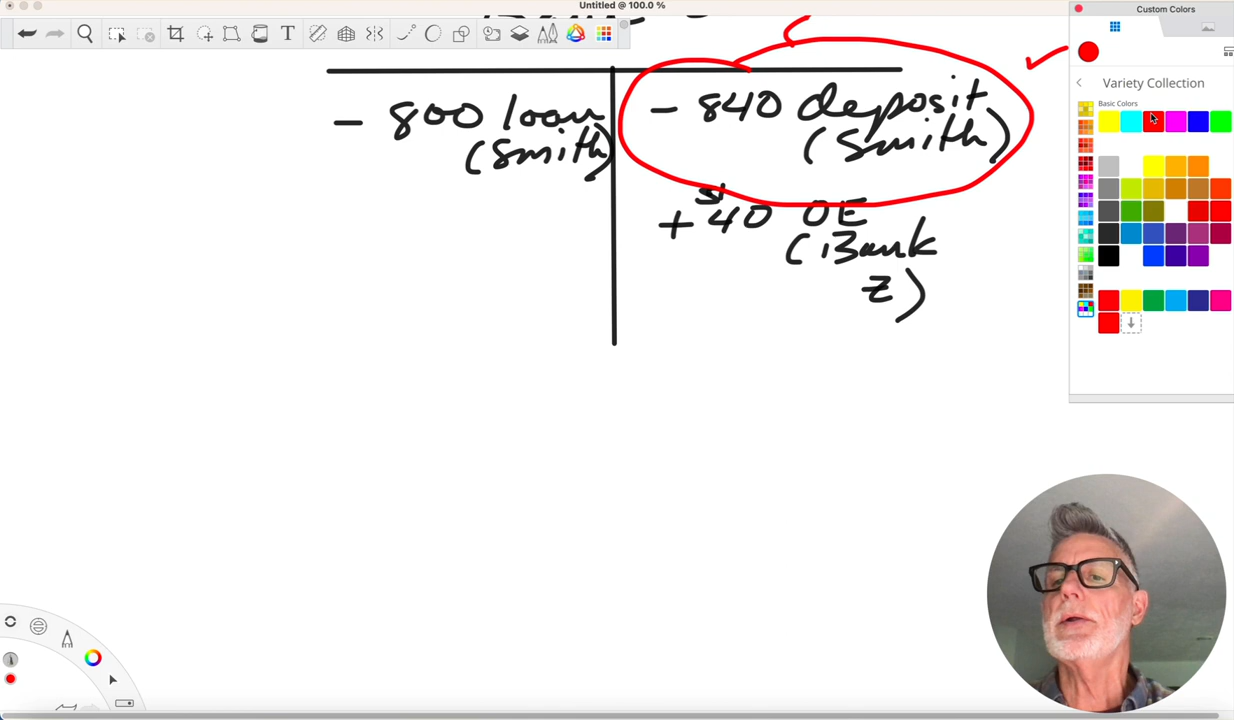 Untitled @ 100.0 %
Custom Colors
Variety Collection
Basic Colors
- 800 loan
(Smith)
- 840 deposit
(Smith)
+ 40 OE
(Bank
Z)